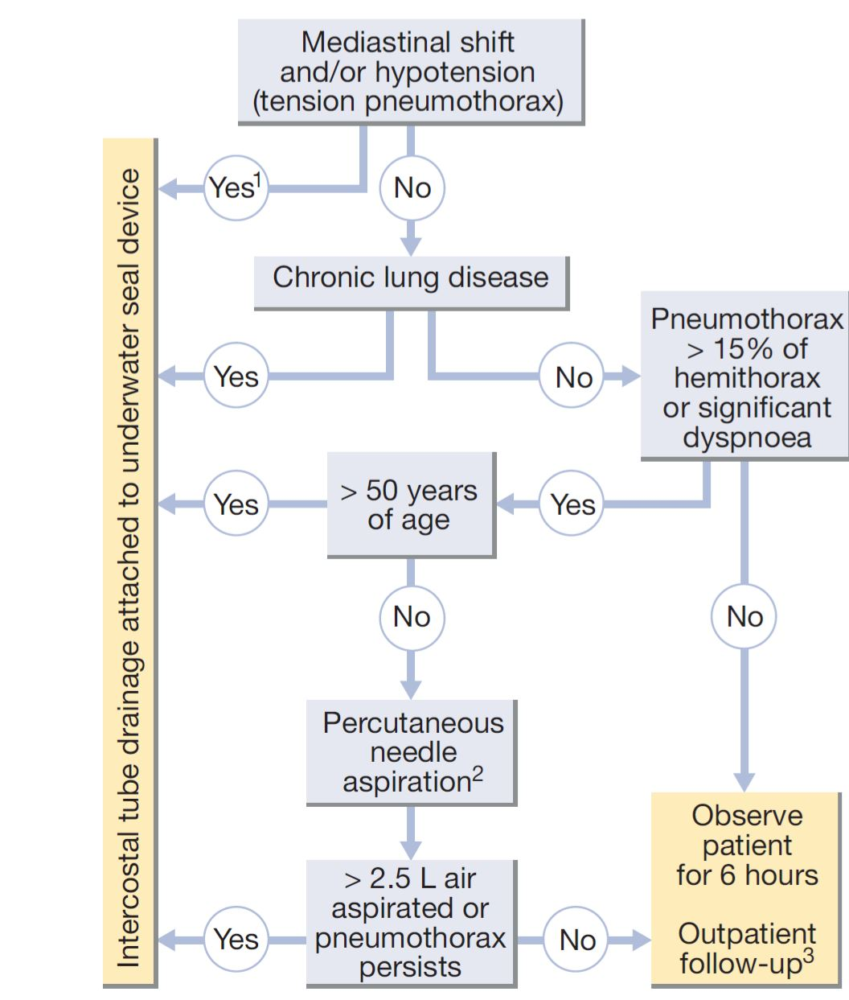 Mediastinal shift
and/or hypotension
(tension pneumothorax)
Yes1
No
Intercostal tube drainage attached to underwater seal device
Chronic lung disease
Yes
No
Pneumothorax
> 15% of
hemithorax
or significant
dyspnoea
Yes
> 50 years
of age
Yes
No
No
Percutaneous
needle
aspiration2
> 2.5 L air
aspirated or
pneumothorax
persists
Yes
No
Observe
patient
for 6 hours
Outpatient
follow-up3